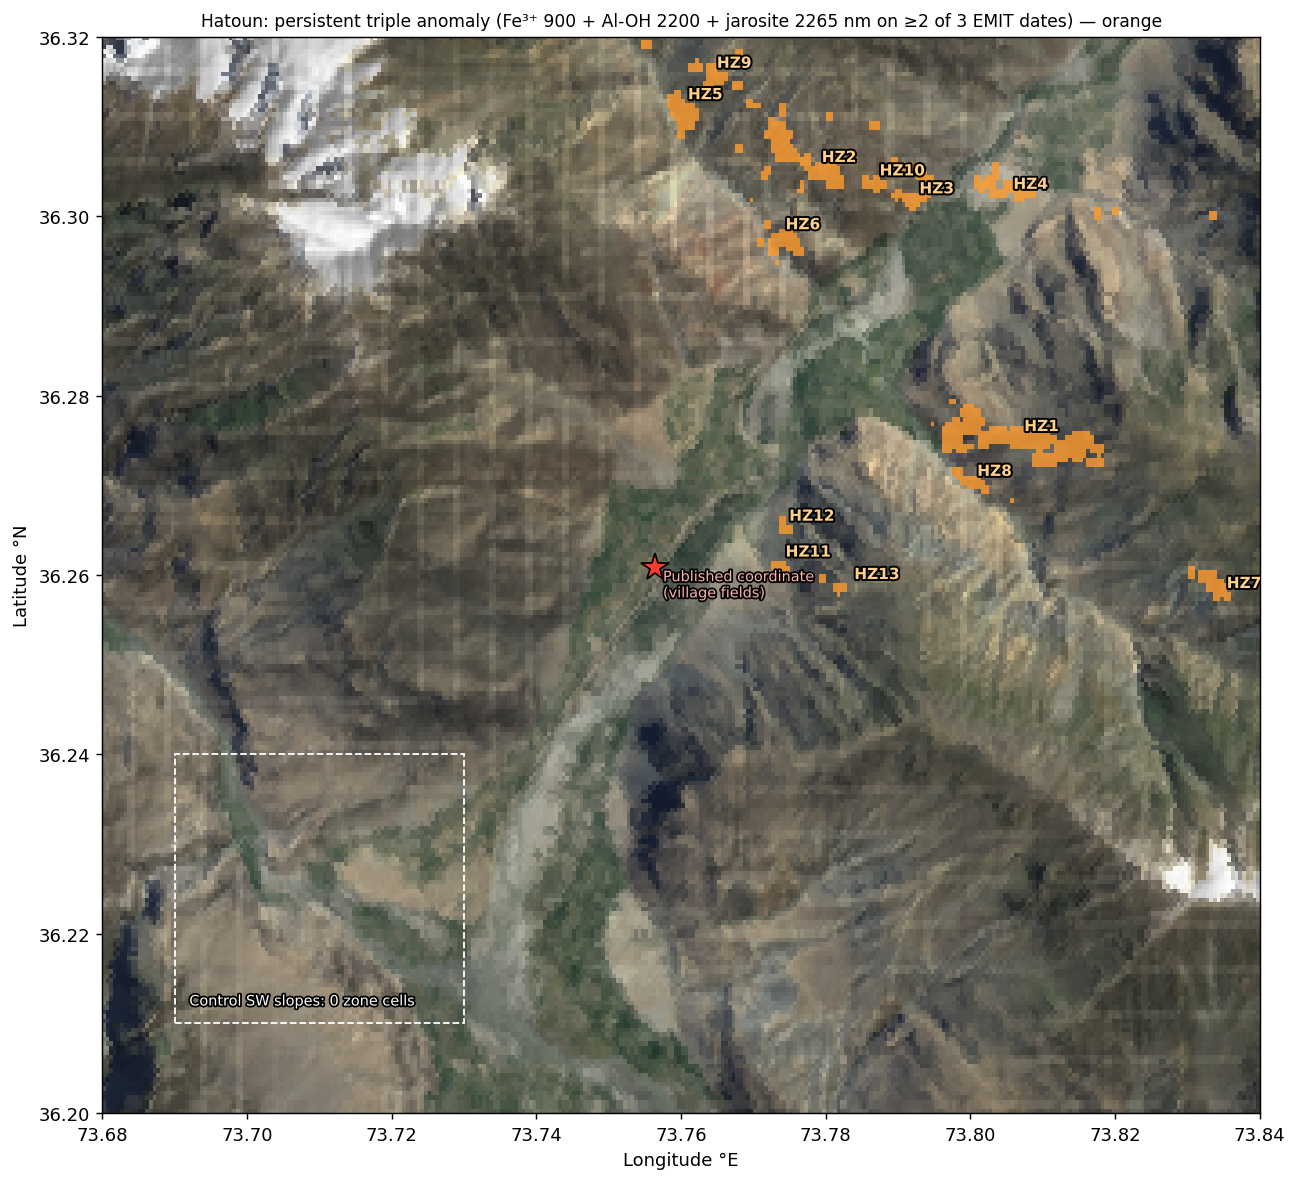 Hatoun: persistent triple anomaly (Fe³⁺ 900 + Al-OH 2200 + jarosite 2265 nm on ≥2 of 3 EMIT dates) — orange
36.32
36.30
36.28
36.26
36.24
36.22
36.20
Latitude °N
HZ9
HZ5
HZ2
HZ10
HZ3
HZ4
HZ6
HZ1
HZ8
HZ12
HZ11
HZ13
HZ7
Published coordinate
(village fields)
Control SW slopes: 0 zone cells
73.68
73.70
73.72
73.74
73.76
73.78
73.80
73.82
73.84
Longitude °E